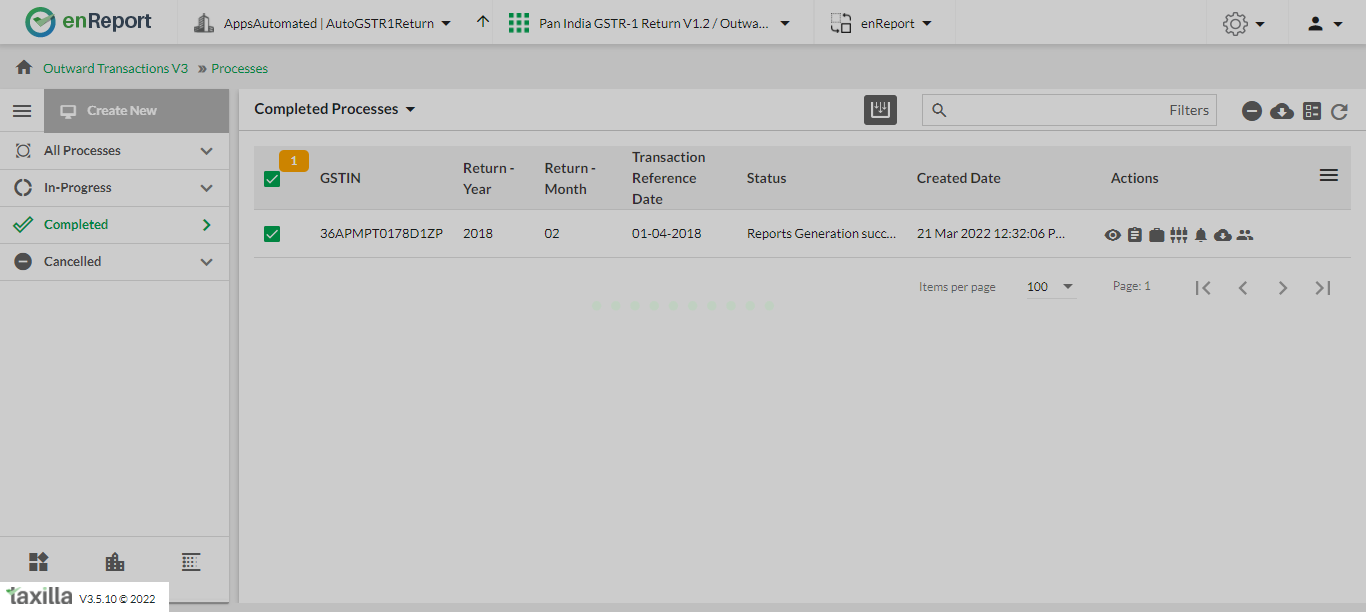 enReport
AppsAutomated | AutoGSTR1Return
Pan India GSTR-1 Return V1.2 / Outwa...
enReport
Outward Transactions V3 » Processes
Create New
Completed Processes
Filters
All Processes
In-Progress
Completed
Cancelled
1
GSTIN
Return - Year
Return - Month
Transaction Reference Date
Status
Created Date
Actions
36APMPT0178D1ZP 2018 02 01-04-2018 Reports Generation succ... 21 Mar 2022 12:32:06 P...
Items per page 100 Page: 1
taxilla V3.5.10 © 2022